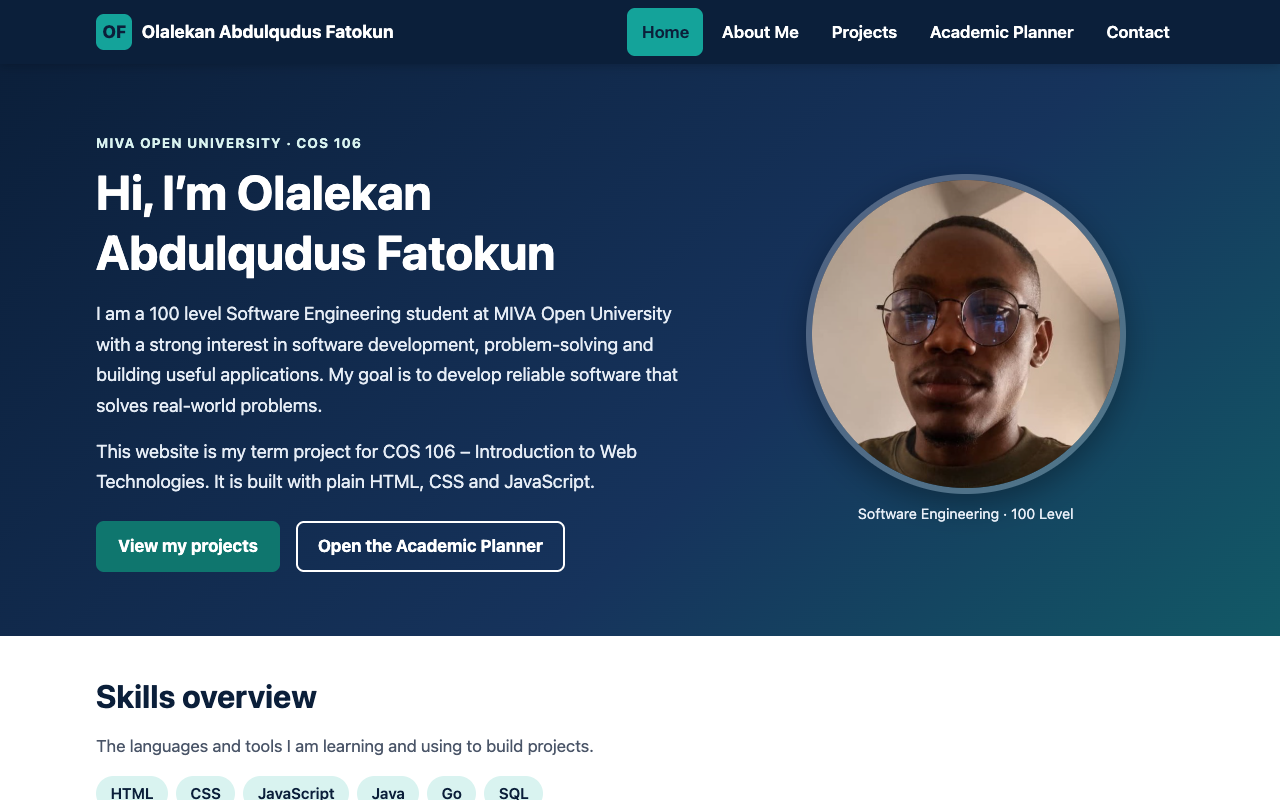 OF Olalekan Abdulqudus Fatokun Home About Me Projects Academic Planner Contact
MIVA OPEN UNIVERSITY · COS 106
Hi, I’m Olalekan
Abdulqudus Fatokun
I am a 100 level Software Engineering student at MIVA Open University
with a strong interest in software development, problem-solving and
building useful applications. My goal is to develop reliable software that
solves real-world problems.
This website is my term project for COS 106 – Introduction to Web
Technologies. It is built with plain HTML, CSS and JavaScript.
View my projects Open the Academic Planner
Software Engineering · 100 Level
Skills overview
The languages and tools I am learning and using to build projects.
HTML CSS JavaScript Java Go SQL